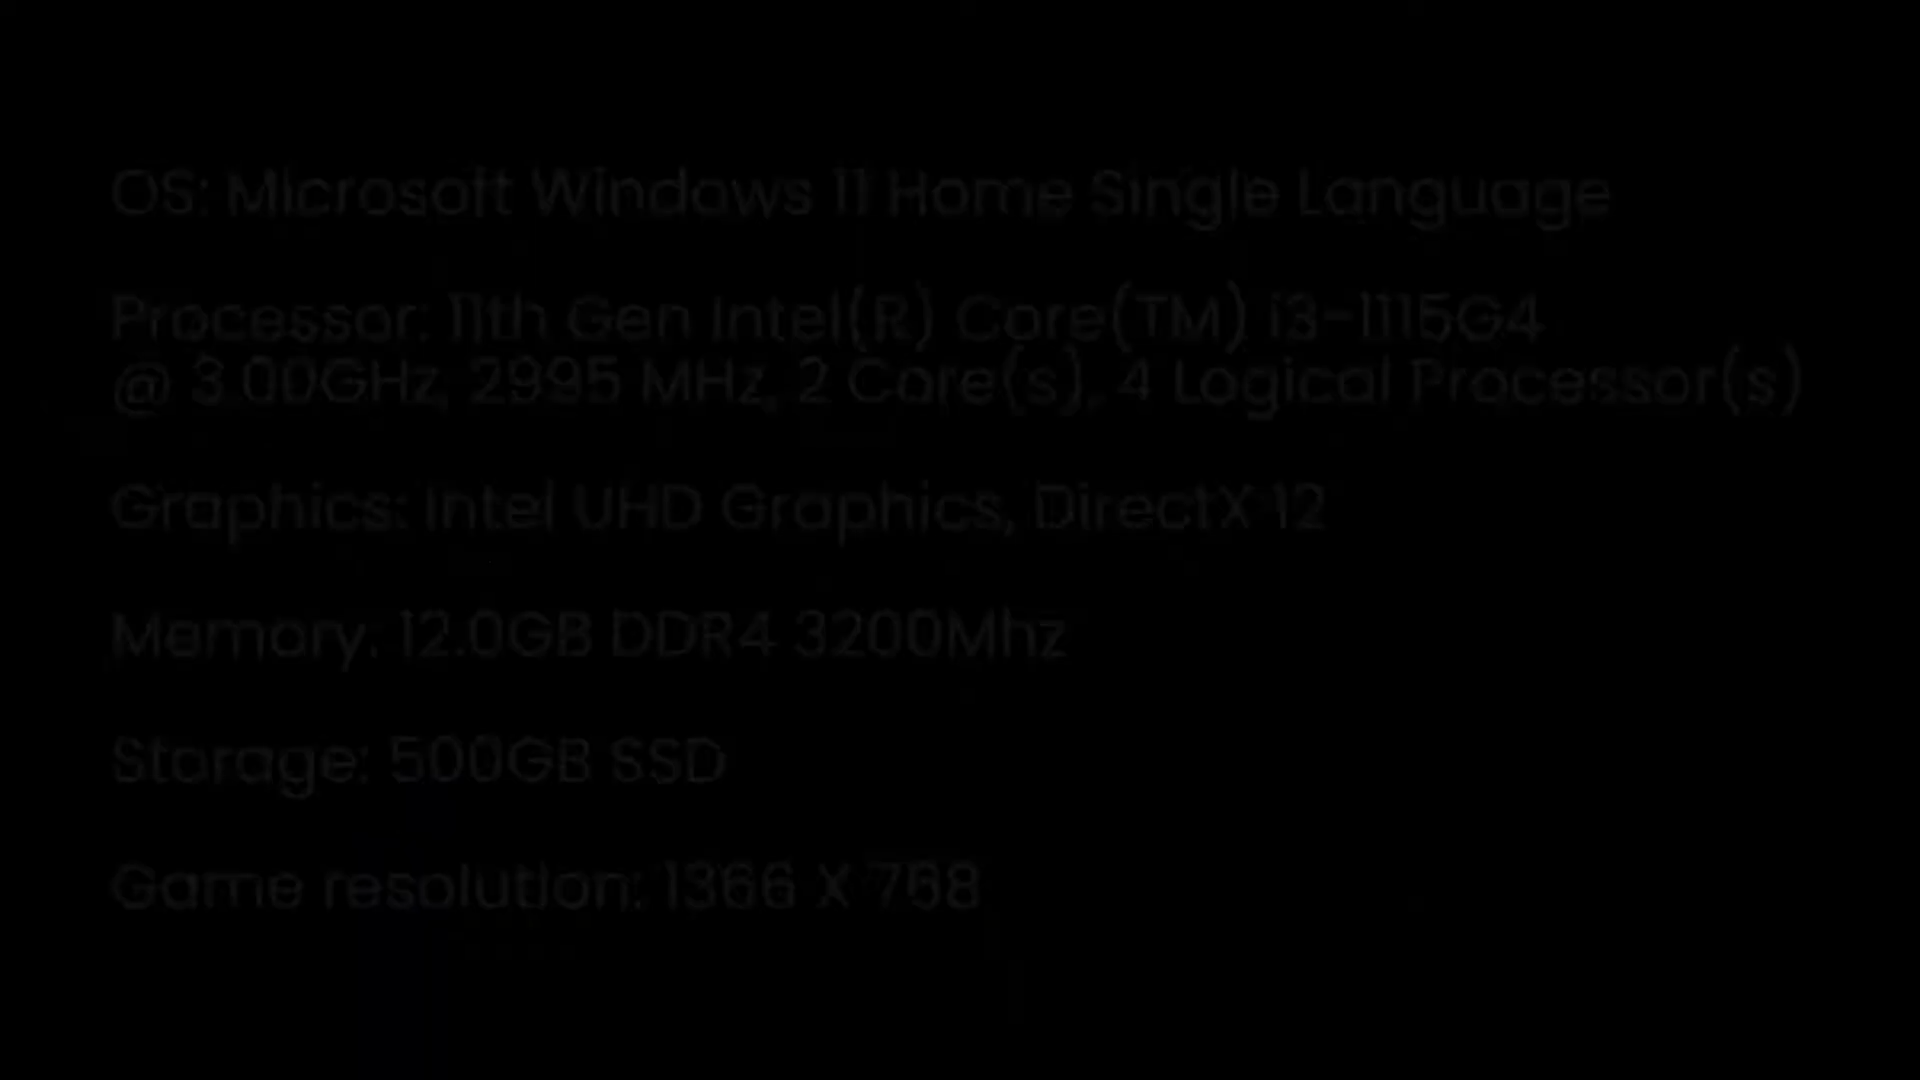 OS: Microsoft Windows 11 Home Single Language
Processor: 11th Gen Intel(R) Core(TM) i3-1115G4
@ 3.00GHz, 2995 MHz, 2 Core(s), 4 Logical Processor(s)
Graphics: Intel UHD Graphics, DirectX 12
Memory: 12.0GB DDR4 3200Mhz
Storage: 500GB SSD
Game resolution: 1366 X 768